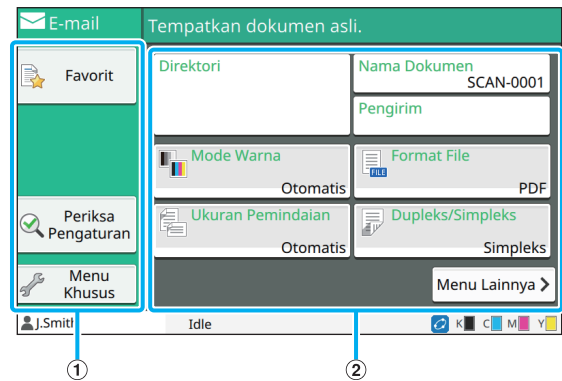 E-mail
Tempatkan dokumen asli.
Favorit
Periksa
Pengaturan
Menu
Khusus
Direktori
Nama Dokumen
SCAN-0001
Pengirim
Mode Warna
Otomatis
Format File
FILE
PDF
Ukuran Pemindaian
Otomatis
Dupleks/Simpleks
Simpleks
Menu Lainnya
J.Smith
Idle
K C M Y
1
2